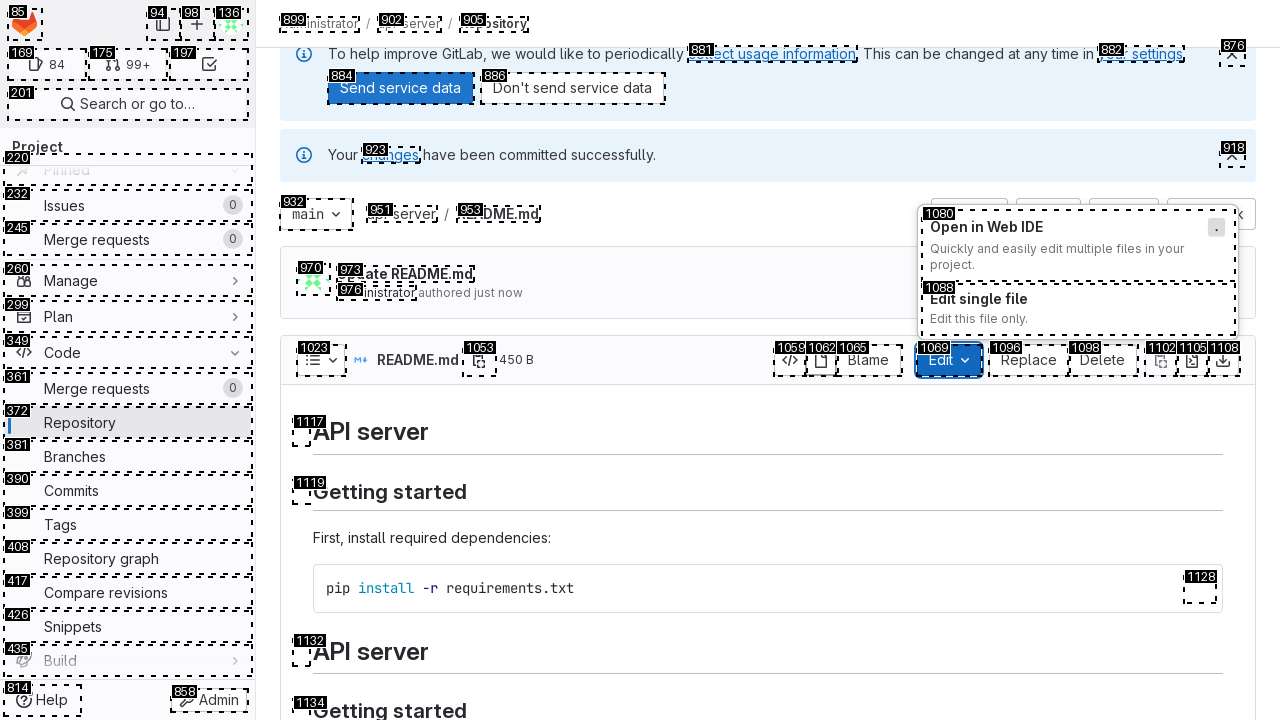 85
94
98
136
169
84
175
99+
197
201
Search or go to…
Project
220
Pinned
232
Issues
0
245
Merge requests
0
260
Manage
299
Plan
349
Code
361
Merge requests
0
372
Repository
381
Branches
390
Commits
399
Tags
408
Repository graph
417
Compare revisions
426
Snippets
435
Build
814
Help
858
Admin
899
902
905
/
/
Repository
To help improve GitLab, we would like to periodically
881
collect usage information
. This can be changed at any time in
882
your settings
.
876
884
Send service data
886
Don't send service data
Your
923
changes
have been committed successfully.
918
932
main
951
api server
/
953
README.md
970
973
Update README.md
976
authored just now
1080
Open in Web IDE
.
Quickly and easily edit multiple files in your
project.
1088
Edit single file
Edit this file only.
1023
README.md
1053
450 B
1059
1062
1065
Blame
1069
Edit
1096
Replace
1098
Delete
1102
1105
1108
1117
API server
1119
Getting started
First, install required dependencies:
pip install -r requirements.txt
1128
1132
API server
1134
Getting started